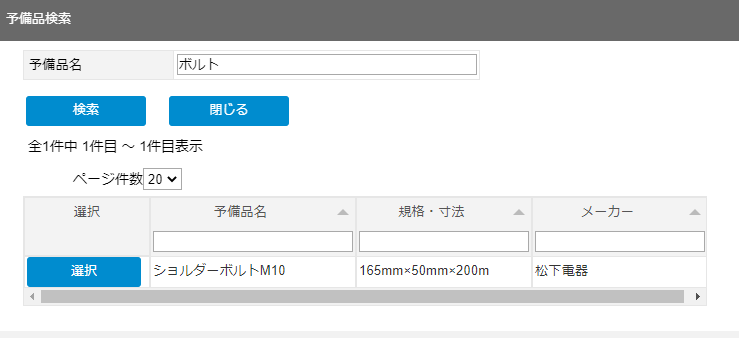 予備品検索
予備品名 ボルト
検索 閉じる
全1件中 1件目 ～ 1件目表示
ページ件数 20
選択 予備品名 規格・寸法 メーカー
選択 ショルダーボルトM10 165mm×50mm×200m 松下電器